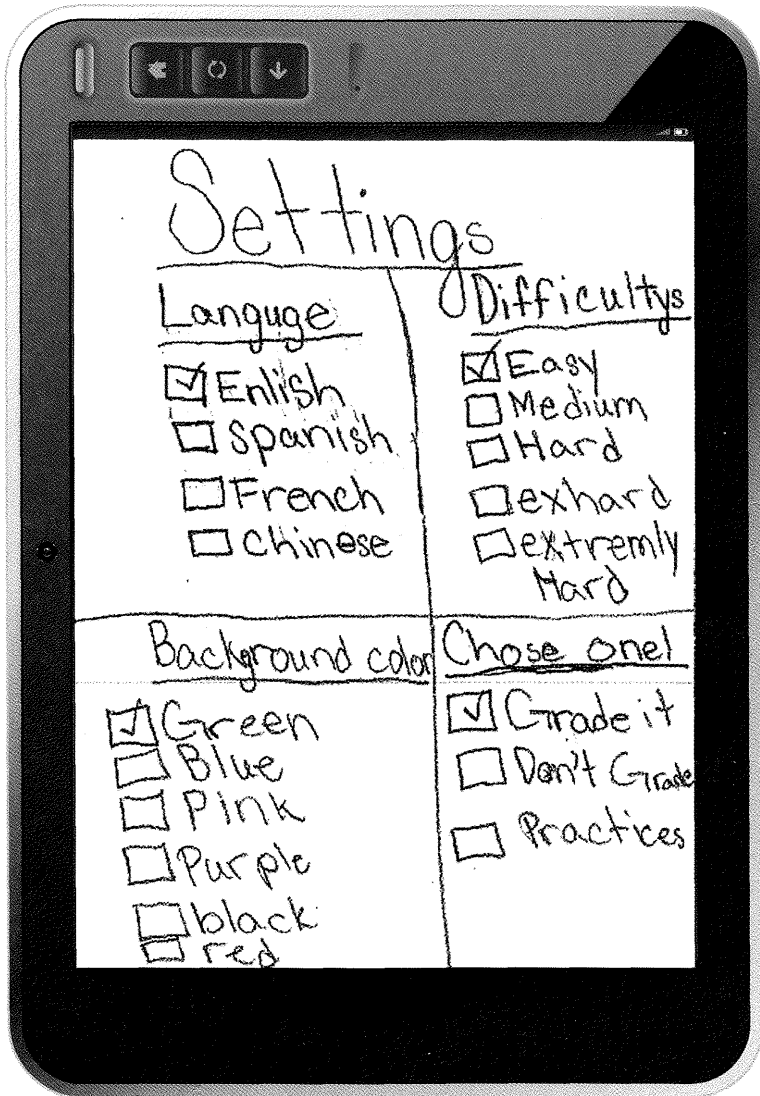 Settings
Languge
☑ Enlish
☐ Spanish
☐ French
☐ Chinese
Difficultys
☑ Easy
☐ Medium
☐ Hard
☐ exhard
☐ extremly
Hard
Background color
☑ Green
☐ Blue
☐ Pink
☐ Purple
☐ black
☐ red
Chose one!
☑ Grade it
☐ Don't Grade
☐ Practices